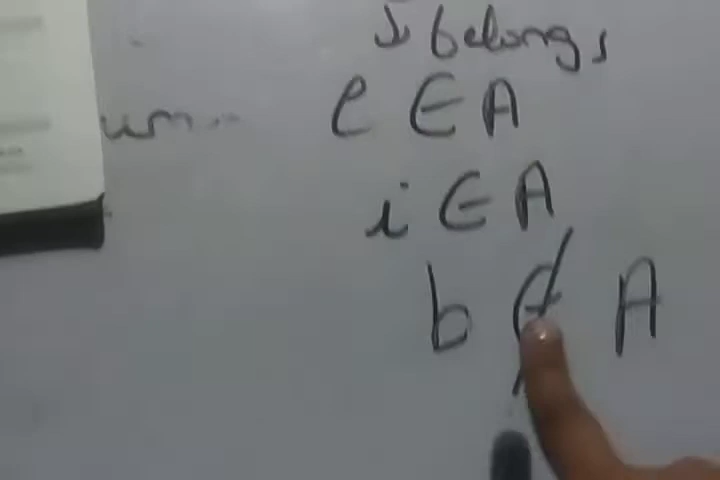 belongs
e ∈ A
um
i ∈ A
b ∉ A